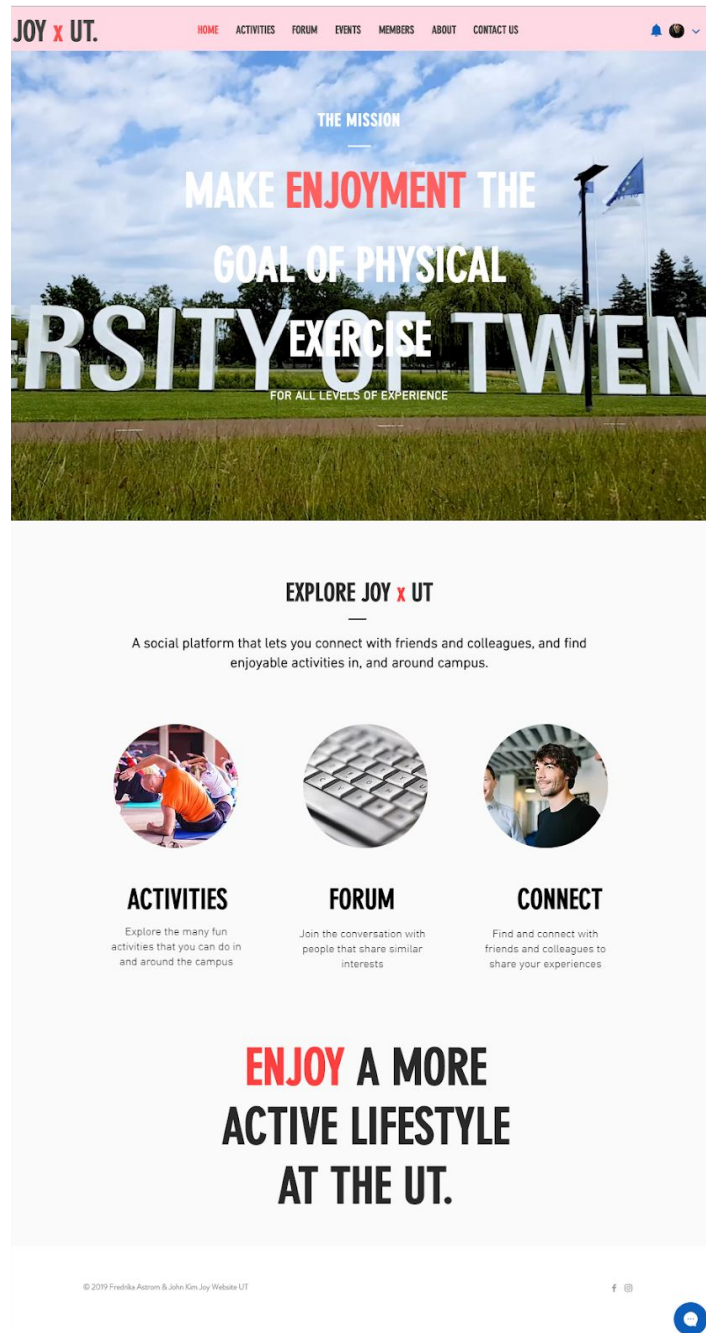 JOY x UT.
HOME ACTIVITIES FORUM EVENTS MEMBERS ABOUT CONTACT US
THE MISSION
MAKE ENJOYMENT THE
GOAL OF PHYSICAL
EXERCISE
ERSITY OF TWEN
FOR ALL LEVELS OF EXPERIENCE
EXPLORE JOY x UT
A social platform that lets you connect with friends and colleagues, and find
enjoyable activities in, and around campus.
ACTIVITIES
Explore the many fun
activities that you can do in
and around the campus
FORUM
Join the conversation with
people that share similar
interests
CONNECT
Find and connect with
friends and colleagues to
share your experiences
ENJOY A MORE
ACTIVE LIFESTYLE
AT THE UT.
© 2019 Fredrika Astrom & John Kim Joy Website UT